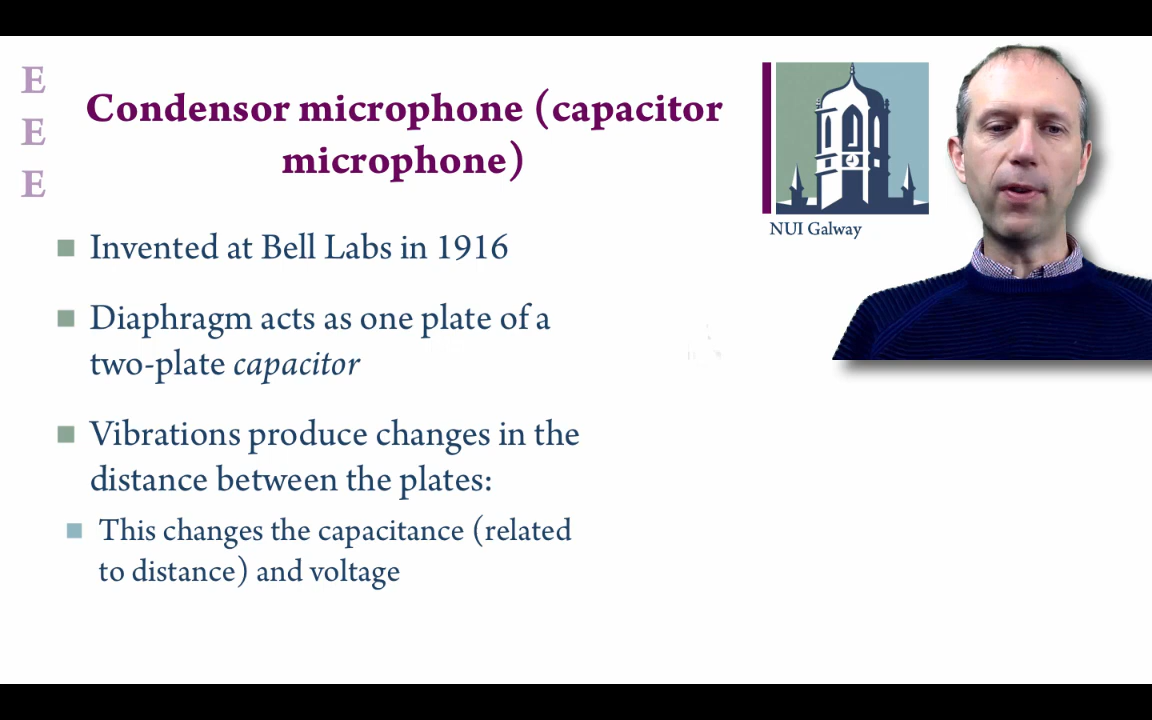 E
E
E
Condensor microphone (capacitor
microphone)
NUI Galway
Invented at Bell Labs in 1916
Diaphragm acts as one plate of a
two-plate capacitor
Vibrations produce changes in the
distance between the plates:
This changes the capacitance (related
to distance) and voltage